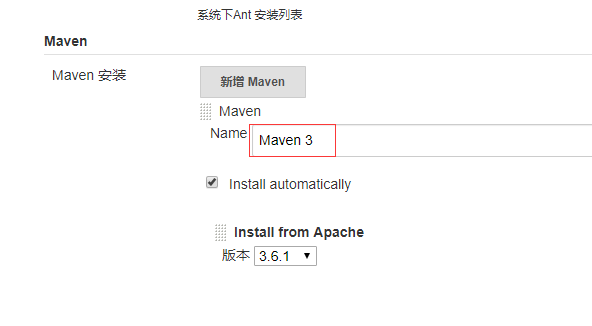 系统下Ant 安装列表
Maven
Maven 安装
新增 Maven
Maven
Name Maven 3
Install automatically
Install from Apache
版本 3.6.1